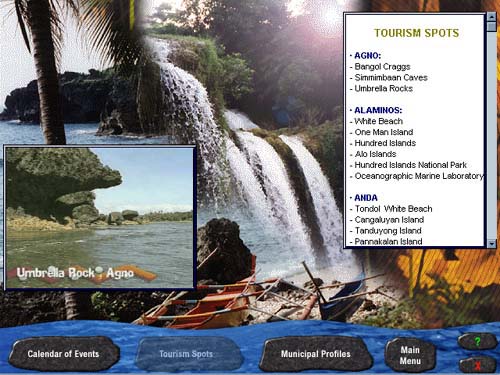 TOURISM SPOTS
· AGNO:
- Bangol Craggs
- Simmimbaan Caves
- Umbrella Rocks
· ALAMINOS:
- White Beach
- One Man Island
- Hundred Islands
- Alo Islands
- Hundred Islands National Park
- Oceanographic Marine Laboratory
· ANDA
- Tondol White Beach
- Cangaluyan Island
- Tanduyong Island
- Pannakalan Island
Umbrella Rock, Agno
Calendar of Events
Tourism Spots
Municipal Profiles
Main
Menu
?
X